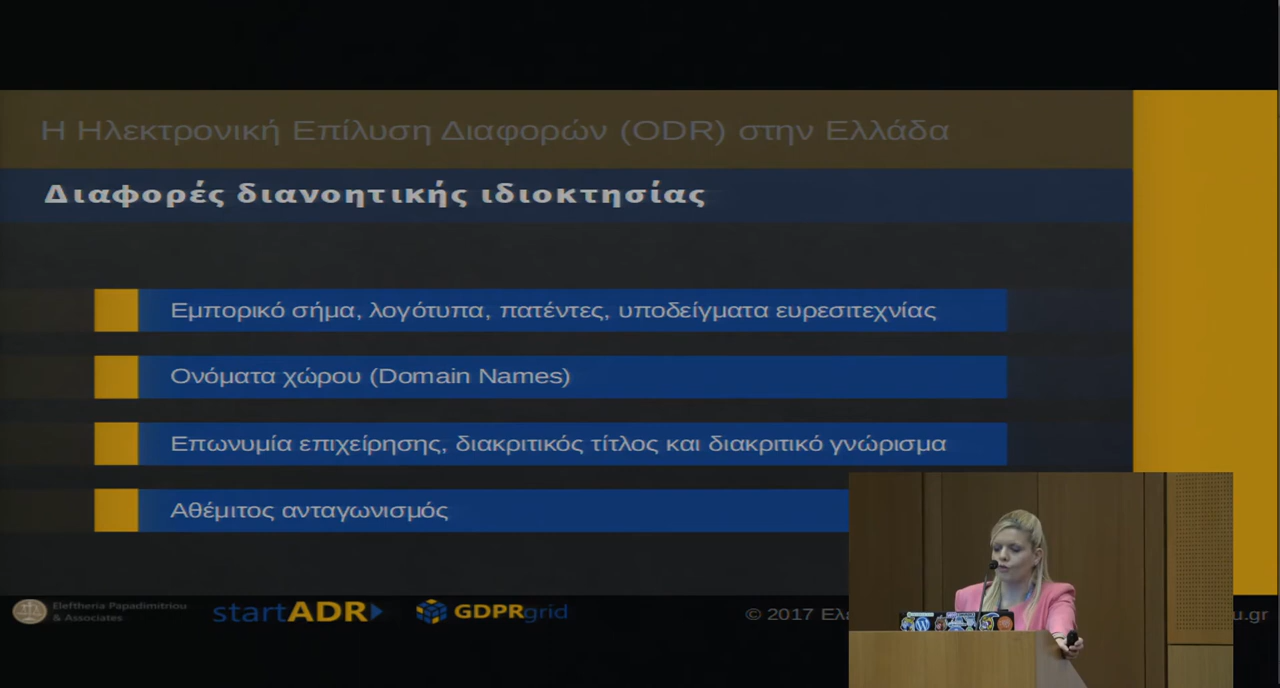 Η Ηλεκτρονική Επίλυση Διαφορών (ODR) στην Ελλάδα
Διαφορές διανοητικής ιδιοκτησίας
Εμπορικό σήμα, λογότυπα, πατέντες, υποδείγματα ευρεσιτεχνίας
Ονόματα χώρου (Domain Names)
Επωνυμία επιχείρησης, διακριτικός τίτλος και διακριτικό γνώρισμα
Αθέμιτος ανταγωνισμός
Eleftheria Papadimitriou
& Associates
startADR
GDPRgrid
© 2017